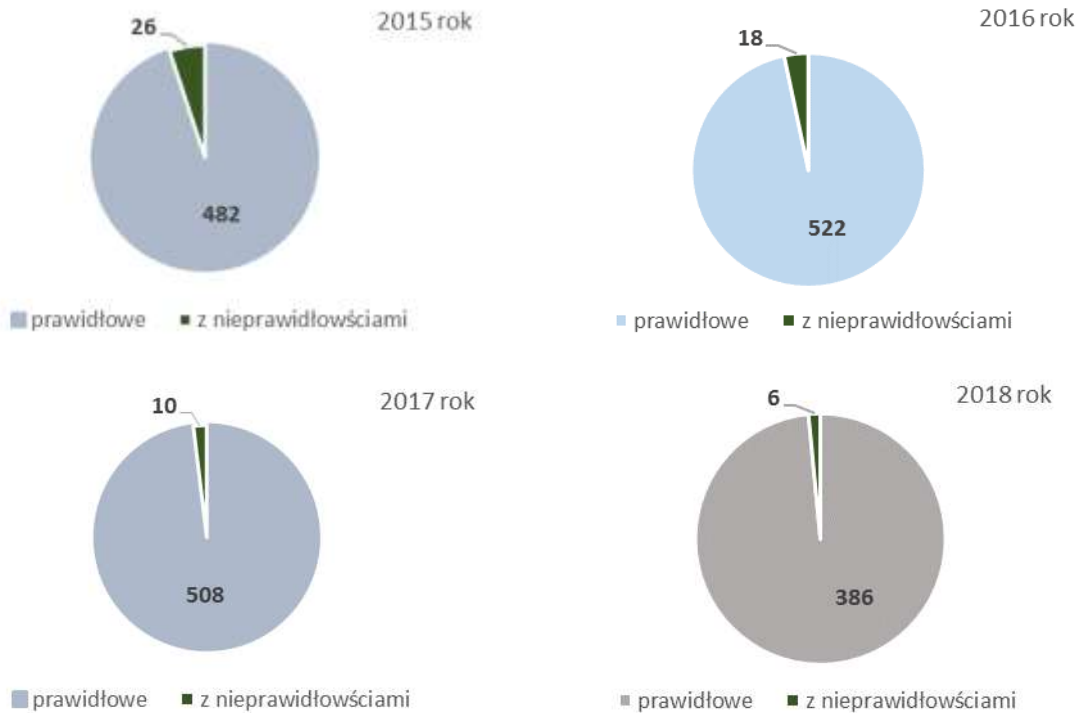 2015 rok
26
482
prawidłowe z nieprawidłowściami
2016 rok
18
522
prawidłowe z nieprawidłowściami
2017 rok
10
508
prawidłowe z nieprawidłowściami
2018 rok
6
386
prawidłowe z nieprawidłowściami